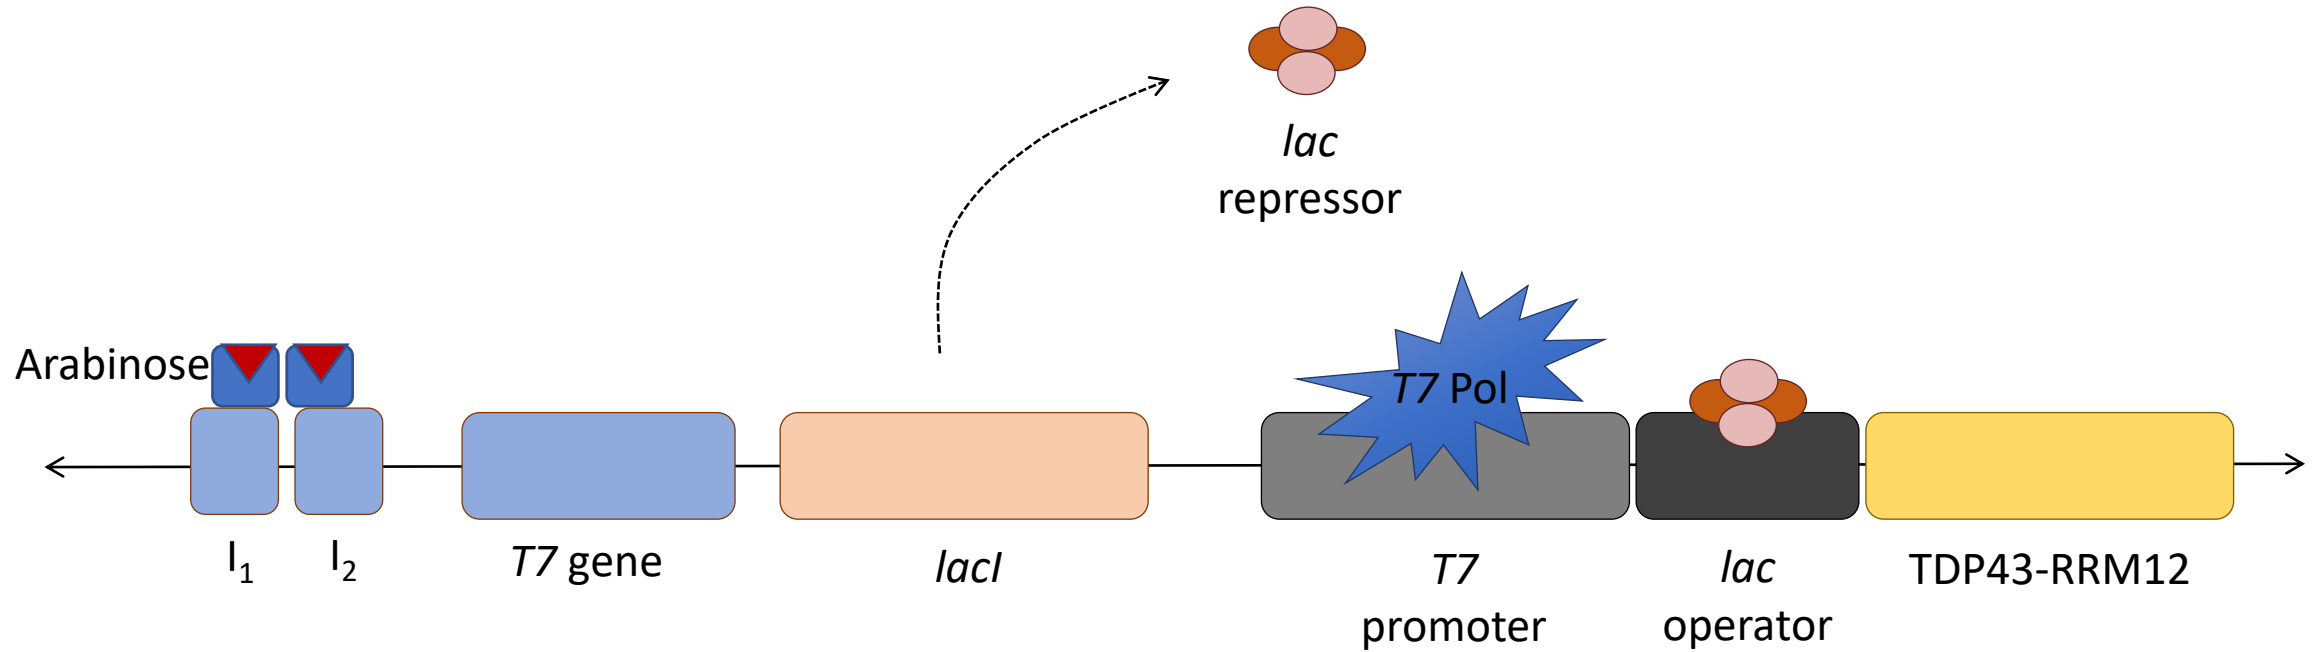 lac
repressor
Arabinose
T7 Pol
I₁
I₂
T7 gene
lacI
T7
promoter
lac
operator
TDP43-RRM12